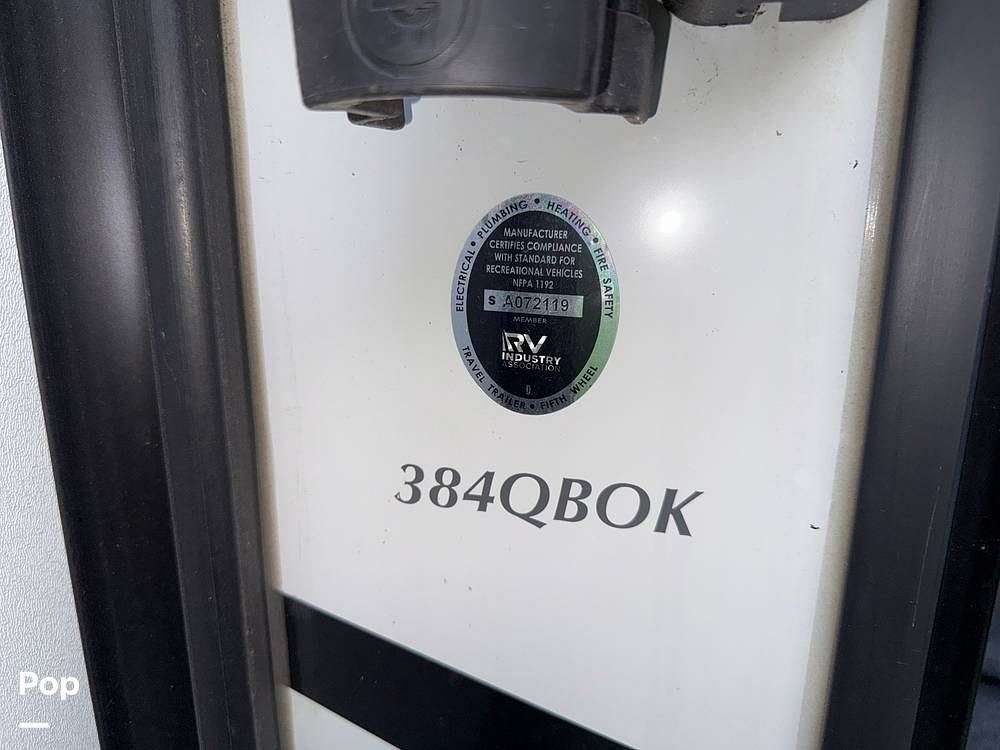 ELECTRICAL • PLUMBING • HEATING • FIRE SAFETY
MANUFACTURER
CERTIFIES COMPLIANCE
WITH STANDARD FOR
RECREATIONAL VEHICLES
NFPA 1192
S A072119
MEMBER
RV
INDUSTRY
ASSOCIATION
TRAVEL TRAILER • FIFTH WHEEL
384QBOK
Pop